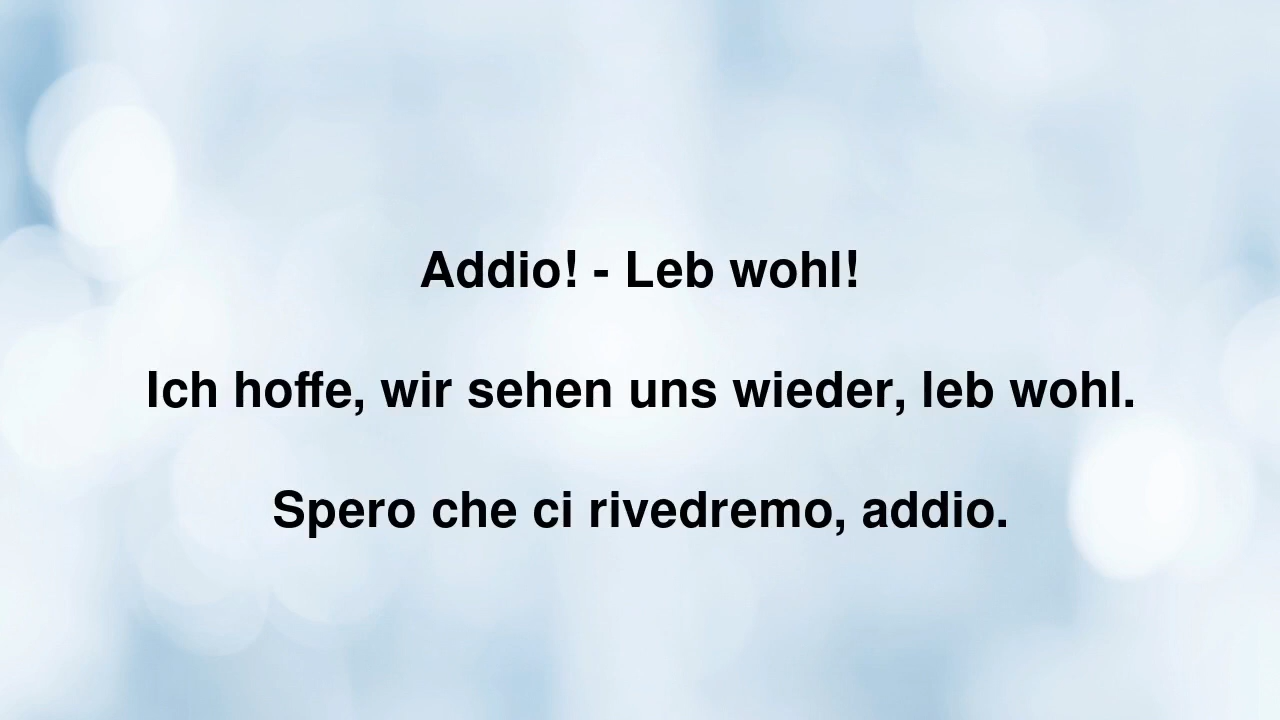 Addio! - Leb wohl!
Ich hoffe, wir sehen uns wieder, leb wohl.
Spero che ci rivedremo, addio.